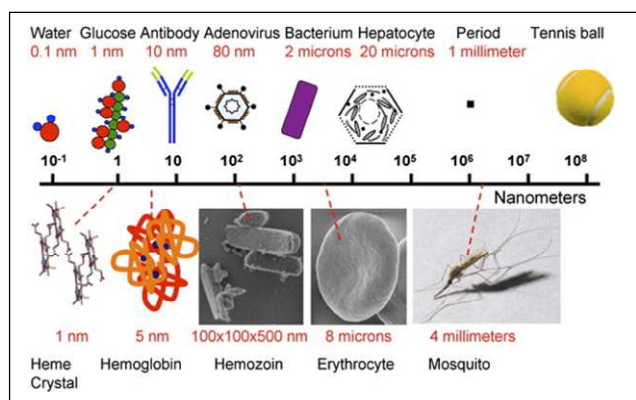 Water Glucose Antibody Adenovirus Bacterium Hepatocyte Period Tennis ball
0.1 nm 1 nm 10 nm 80 nm 2 microns 20 microns 1 millimeter
10-1 1 10 10² 10³ 10⁴ 10⁵ 10⁶ 10⁷ 10⁸
Nanometers
1 nm 5 nm 100x100x500 nm 8 microns 4 millimeters
Heme Hemoglobin Hemozoin Erythrocyte Mosquito
Crystal